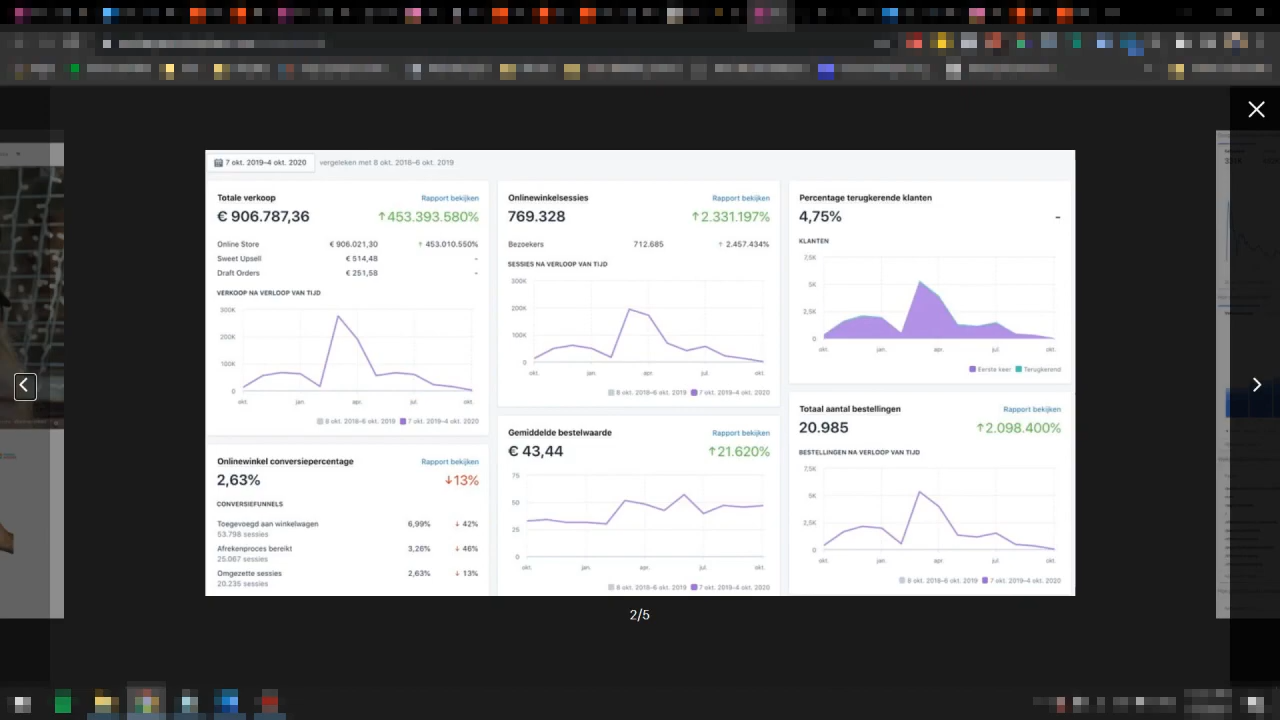 7 okt. 2019–4 okt. 2020 vergeleken met 8 okt. 2018–6 okt. 2019
Totale verkoop Rapport bekijken
€ 906.787,36 ↑453.393.580%
Online Store € 906.021,30 ↑ 453.010.550%
Sweet Upsell € 514,48 -
Draft Orders € 251,58 -
VERKOOP NA VERLOOP VAN TIJD
300K
200K
100K
0
okt. jan. apr. jul. okt.
8 okt. 2018–6 okt. 2019 7 okt. 2019–4 okt. 2020
Onlinewinkel conversiepercentage Rapport bekijken
2,63% ↓13%
CONVERSIEFUNNELS
Toegevoegd aan winkelwagen 6,99% ↓ 42%
53.798 sessies
Afrekenproces bereikt 3,26% ↓ 46%
25.067 sessies
Omgezette sessies 2,63% ↓ 13%
20.235 sessies
Onlinewinkelsessies Rapport bekijken
769.328 ↑2.331.197%
Bezoekers 712.685 ↑ 2.457.434%
SESSIES NA VERLOOP VAN TIJD
300K
200K
100K
0
okt. jan. apr. jul. okt.
8 okt. 2018–6 okt. 2019 7 okt. 2019–4 okt. 2020
Gemiddelde bestelwaarde Rapport bekijken
€ 43,44 ↑21.620%
75
50
25
0
okt. jan. apr. jul. okt.
8 okt. 2018–6 okt. 2019 7 okt. 2019–4 okt. 2020
Percentage terugkerende klanten
4,75% -
KLANTEN
7,5K
5K
2,5K
0
okt. jan. apr. jul. okt.
Eerste keer Terugkerend
Totaal aantal bestellingen Rapport bekijken
20.985 ↑2.098.400%
BESTELLINGEN NA VERLOOP VAN TIJD
7,5K
5K
2,5K
0
okt. jan. apr. jul. okt.
8 okt. 2018–6 okt. 2019 7 okt. 2019–4 okt. 2020
2/5